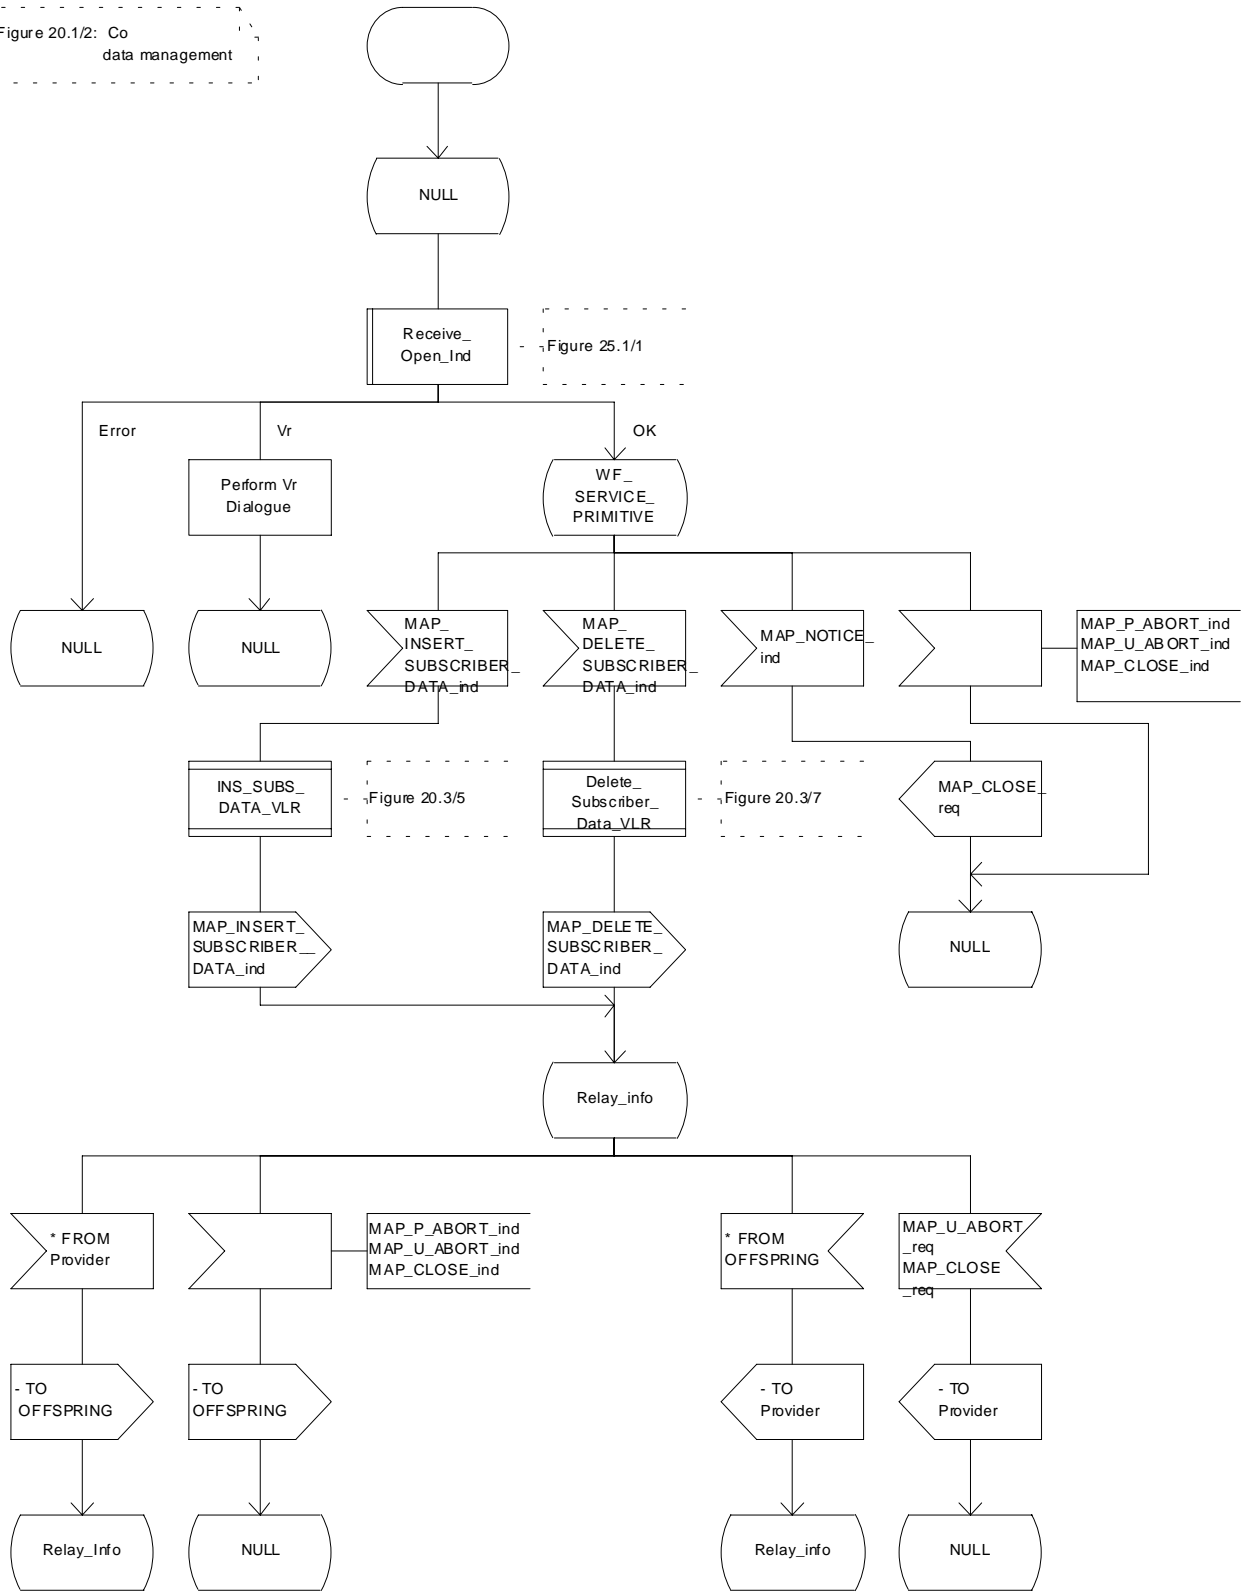 Figure 20.1/2: Co
data management
NULL
Receive_
Open_Ind
Figure 25.1/1
Error
Vr
OK
Perform Vr
Dialogue
WF_
SERVICE_
PRIMITIVE
NULL
NULL
MAP_
INSERT_
SUBSCRIBER_
DATA_ind
MAP_
DELETE_
SUBSCRIBER_
DATA_ind
MAP_NOTICE_
ind
MAP_P_ABORT_ind
MAP_U_ABORT_ind
MAP_CLOSE_ind
INS_SUBS_
DATA_VLR
Figure 20.3/5
Delete_
Subscriber_
Data_VLR
Figure 20.3/7
MAP_CLOSE_
req
MAP_INSERT_
SUBSCRIBER__
DATA_ind
MAP_DELETE_
SUBSCRIBER_
DATA_ind
NULL
Relay_info
* FROM
Provider
MAP_P_ABORT_ind
MAP_U_ABORT_ind
MAP_CLOSE_ind
* FROM
OFFSPRING
MAP_U_ABORT
_req
MAP_CLOSE
_req
- TO
OFFSPRING
- TO
OFFSPRING
- TO
Provider
- TO
Provider
Relay_Info
NULL
Relay_info
NULL